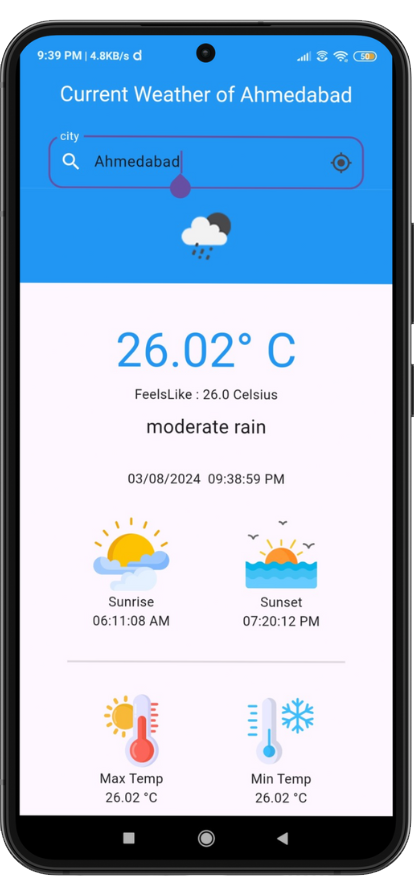 9:39 PM | 4.8KB/s d
50
Current Weather of Ahmedabad
city
Ahmedabad
26.02° C
FeelsLike : 26.0 Celsius
moderate rain
03/08/2024 09:38:59 PM
Sunrise
06:11:08 AM
Sunset
07:20:12 PM
Max Temp
26.02 °C
Min Temp
26.02 °C